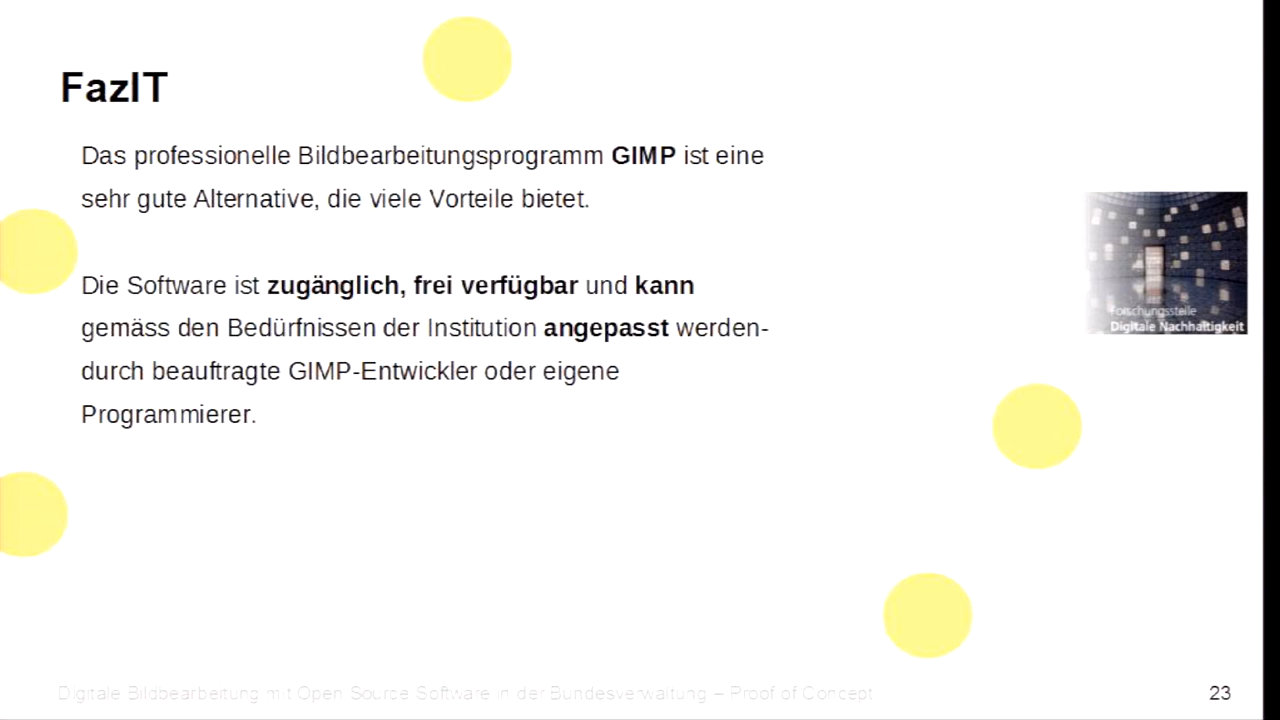 FazIT
Das professionelle Bildbearbeitungsprogramm GIMP ist eine
sehr gute Alternative, die viele Vorteile bietet.
Die Software ist zugänglich, frei verfügbar und kann
gemäss den Bedürfnissen der Institution angepasst werden-
durch beauftragte GIMP-Entwickler oder eigene
Programmierer.
Forschungsstelle
Digitale Nachhaltigkeit
Digitale Bildbearbeitung mit Open Source Software in der Bundesverwaltung – Proof of Concept
23